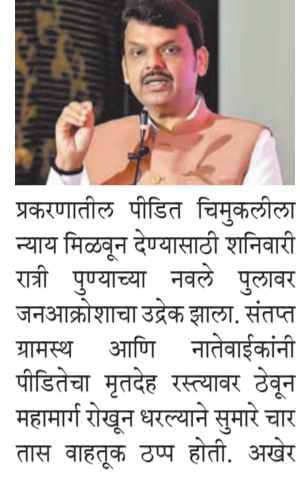 प्रकरणातील पीडित चिमुकलीला
न्याय मिळवून देण्यासाठी शनिवारी
रात्री पुण्याच्या नवले पुलावर
जनआक्रोशाचा उद्रेक झाला. संतप्त
ग्रामस्थ आणि नातेवाईकांनी
पीडितेचा मृतदेह रस्त्यावर ठेवून
महामार्ग रोखून धरल्याने सुमारे चार
तास वाहतूक ठप्प होती. अखेर